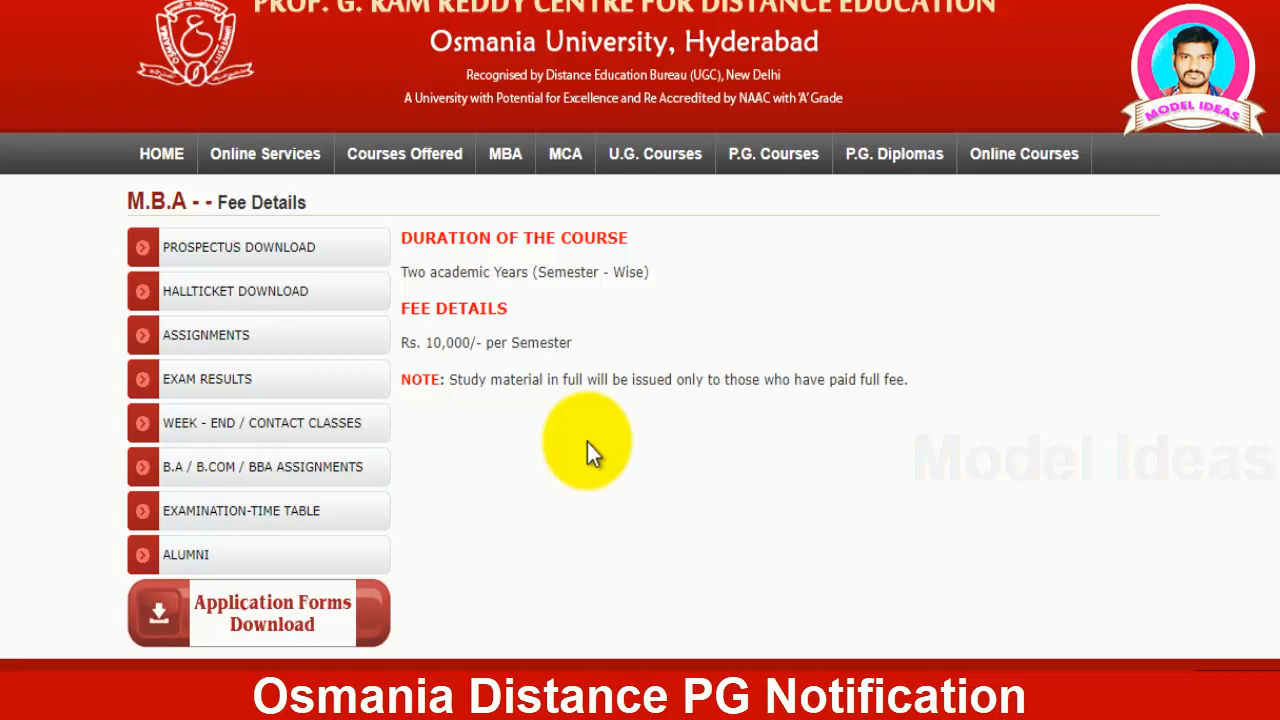 PROF. G. RAM REDDY CENTRE FOR DISTANCE EDUCATION
Osmania University, Hyderabad
Recognised by Distance Education Bureau (UGC), New Delhi
A University with Potential for Excellence and Re Accredited by NAAC with 'A' Grade
MODEL IDEAS
HOME Online Services Courses Offered MBA MCA U.G. Courses P.G. Courses P.G. Diplomas Online Courses
M.B.A - - Fee Details
PROSPECTUS DOWNLOAD
HALLTICKET DOWNLOAD
ASSIGNMENTS
EXAM RESULTS
WEEK - END / CONTACT CLASSES
B.A / B.COM / BBA ASSIGNMENTS
EXAMINATION-TIME TABLE
ALUMNI
Application Forms
Download
DURATION OF THE COURSE
Two academic Years (Semester - Wise)
FEE DETAILS
Rs. 10,000/- per Semester
NOTE: Study material in full will be issued only to those who have paid full fee.
Model Ideas
Osmania Distance PG Notification